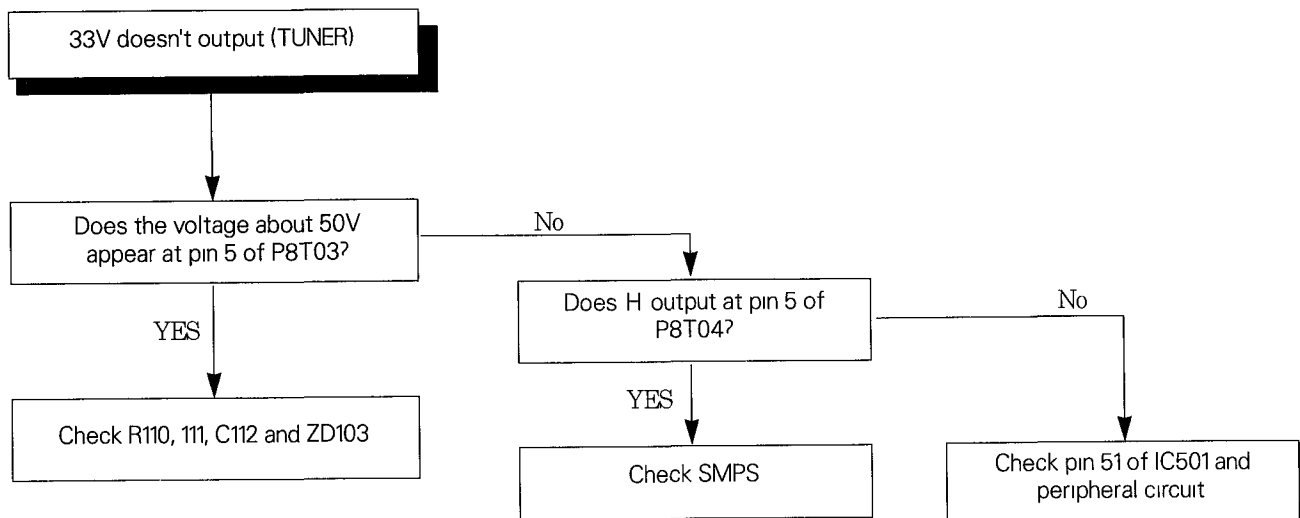 33V doesn't output (TUNER)
Does the voltage about 50V
appear at pin 5 of P8T03?
No
Does H output at pin 5 of
P8T04?
No
YES
YES
Check R110, 111, C112 and ZD103
Check SMPS
Check pin 51 of IC501 and
peripheral circuit